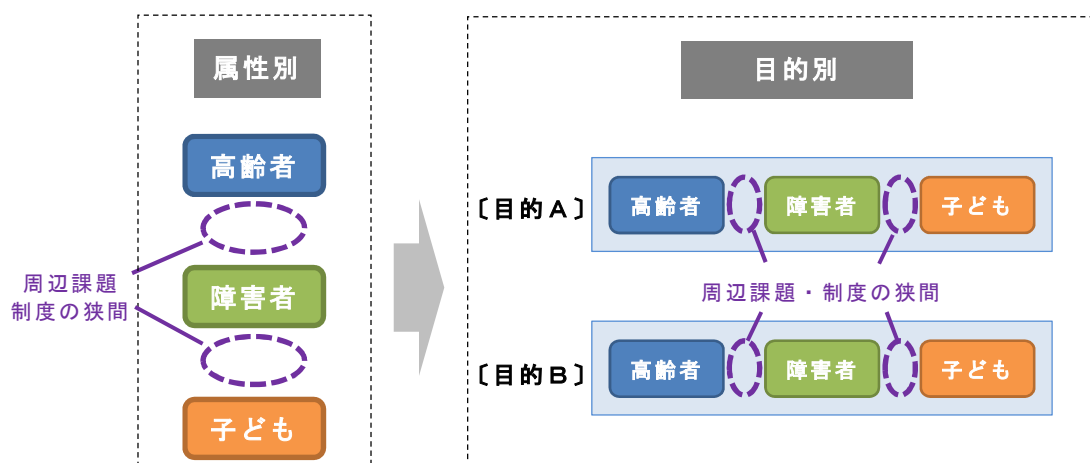 属性別
高齢者
周辺課題
制度の狭間
障害者
子ども
目的別
〔目的A〕
高齢者
障害者
子ども
周辺課題・制度の狭間
〔目的B〕
高齢者
障害者
子ども